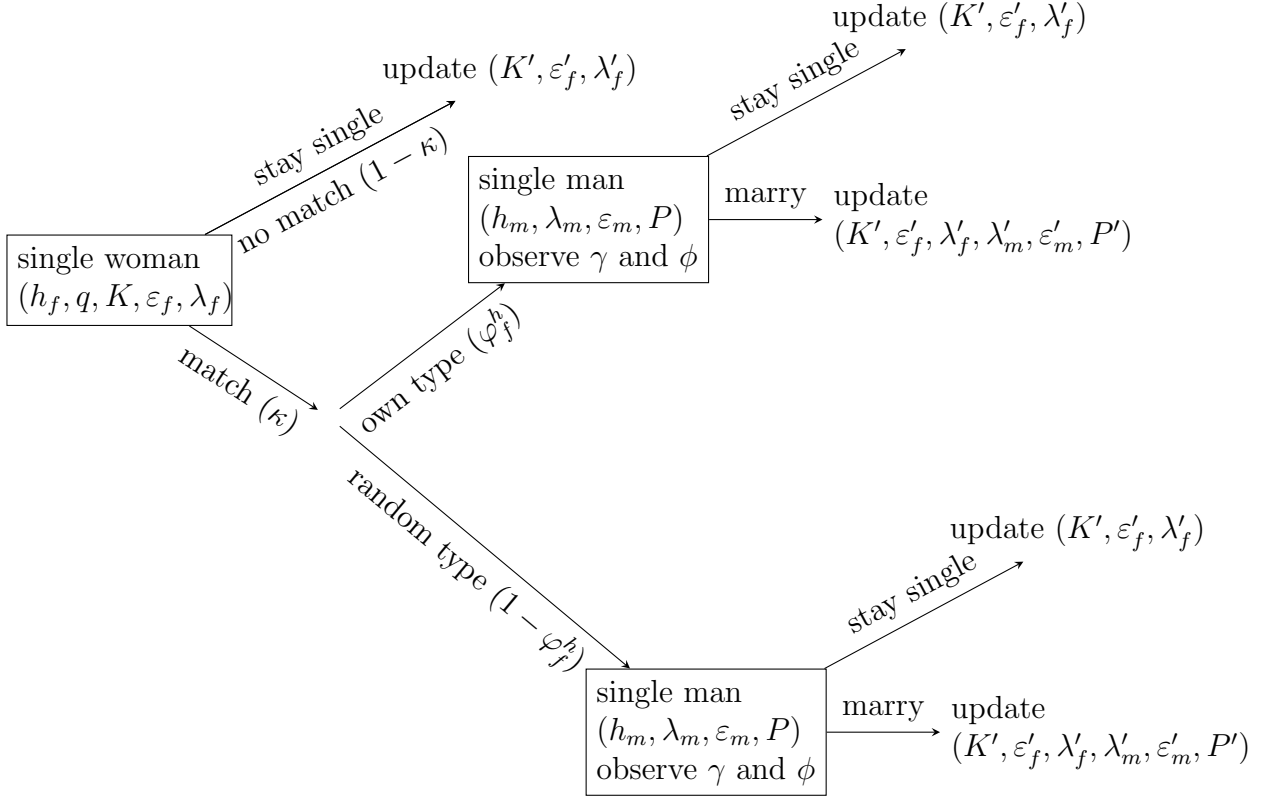 update (K′, ε′_f, λ′_f)
stay single
update (K′, ε′_f, λ′_f)
stay single
no match (1 − κ)
single man
(h_m, λ_m, ε_m, P)
observe γ and φ
marry
update
(K′, ε′_f, λ′_f, λ′_m, ε′_m, P′)
single woman
(h_f, q, K, ε_f, λ_f)
match (κ)
own type (φ_f^h)
random type (1 − φ_f^h)
update (K′, ε′_f, λ′_f)
stay single
single man
(h_m, λ_m, ε_m, P)
observe γ and ϕ
marry
update
(K′, ε′_f, λ′_f, λ′_m, ε′_m, P′)